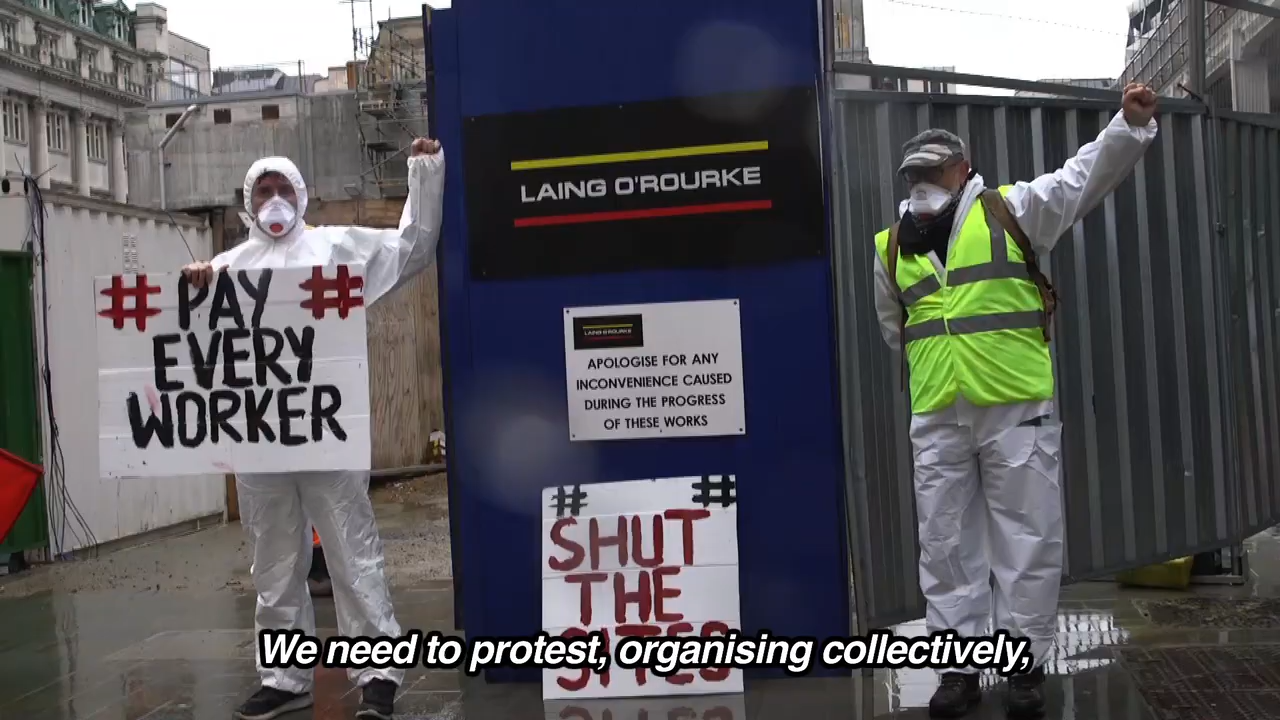 LAING O'ROURKE
# PAY #
EVERY
WORKER
LAING O'ROURKE
APOLOGISE FOR ANY
INCONVENIENCE CAUSED
DURING THE PROGRESS
OF THESE WORKS
# #
SHUT
THE
SITES
We need to protest, organising collectively,